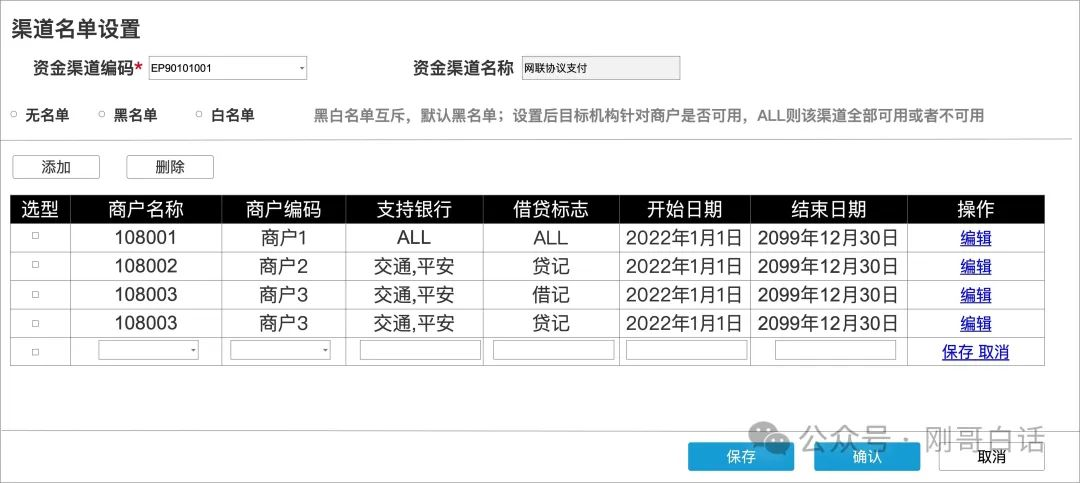 渠道名单设置
资金渠道编码* EP90101001 资金渠道名称 网联协议支付
无名单 黑名单 白名单 黑白名单互斥，默认黑名单；设置后目标机构针对商户是否可用，ALL则该渠道全部可用或者不可用
添加 删除
选型 商户名称 商户编码 支持银行 借贷标志 开始日期 结束日期 操作
108001 商户1 ALL ALL 2022年1月1日 2099年12月30日 编辑
108002 商户2 交通,平安 贷记 2022年1月1日 2099年12月30日 编辑
108003 商户3 交通,平安 借记 2022年1月1日 2099年12月30日 编辑
108003 商户3 交通,平安 贷记 2022年1月1日 2099年12月30日 编辑
保存 取消
公众号·刚哥白话
保存 确认 取消